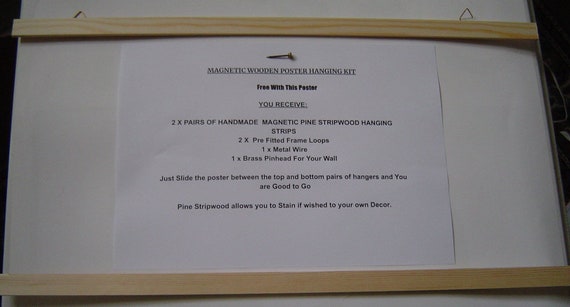 MAGNETIC WOODEN POSTER HANGING KIT
Free With This Poster
YOU RECEIVE:
2 X PAIRS OF HANDMADE MAGNETIC PINE STRIPWOOD HANGING
STRIPS
2 X Pre Fitted Frame Loops
1 x Metal Wire
1 x Brass Pinhead For Your Wall
Just Slide the poster between the top and bottom pairs of hangers and You
are Good to Go
Pine Stripwood allows you to Stain if wished to your own Decor.